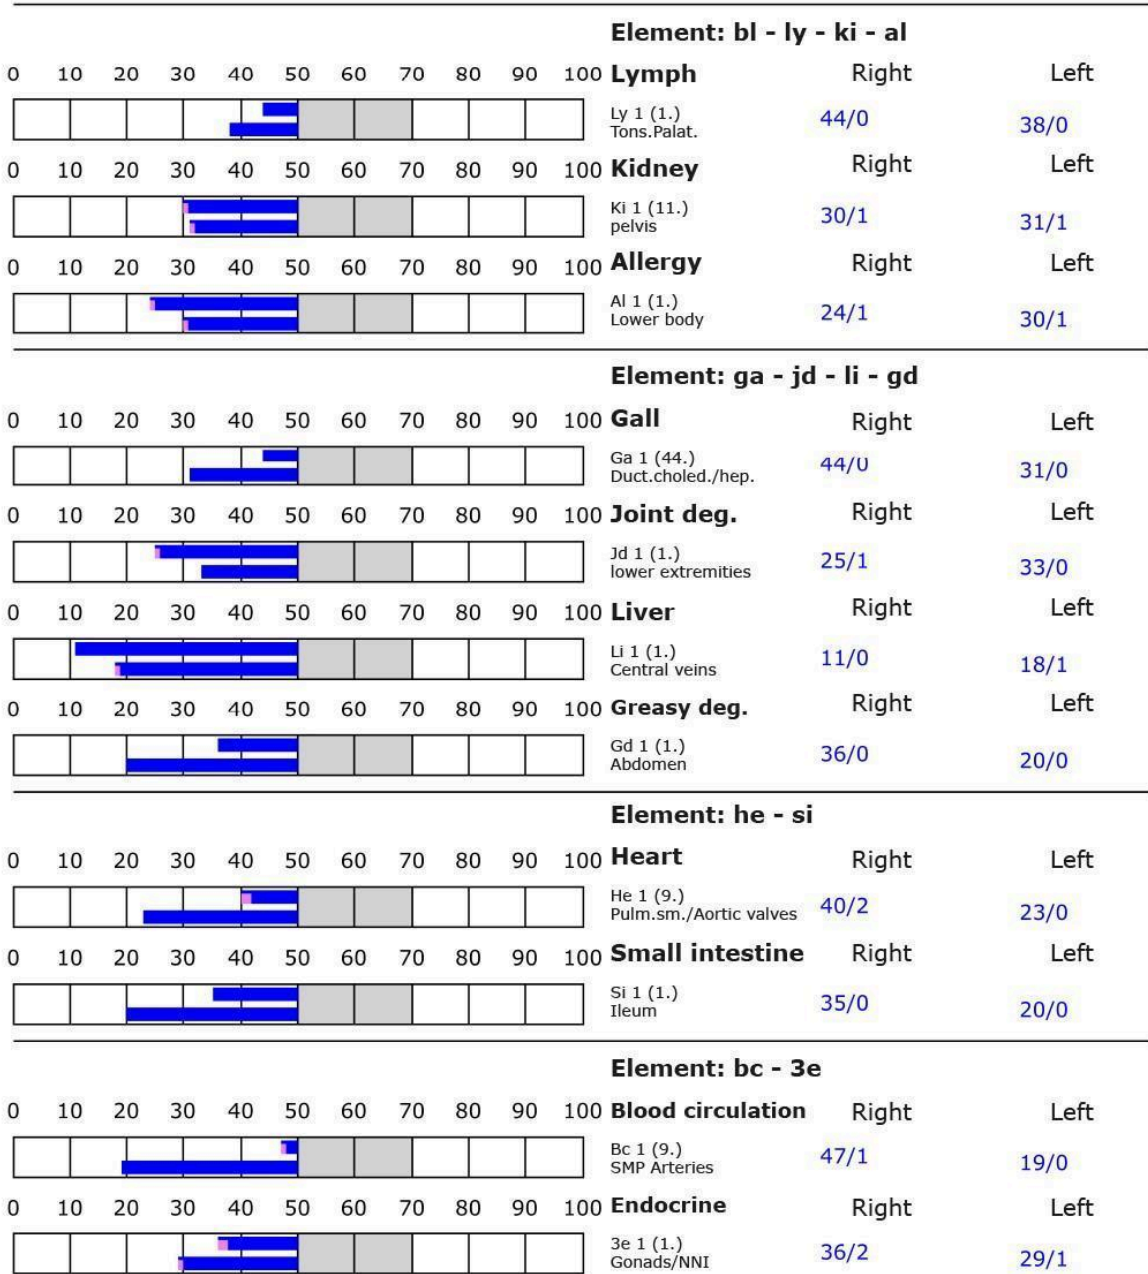 Element: bl - ly - ki - al
0 10 20 30 40 50 60 70 80 90 100 Lymph Right Left
Ly 1 (1.) 44/0 38/0
Tons.Palat.
0 10 20 30 40 50 60 70 80 90 100 Kidney Right Left
Ki 1 (11.) 30/1 31/1
pelvis
0 10 20 30 40 50 60 70 80 90 100 Allergy Right Left
Al 1 (1.) 24/1 30/1
Lower body
Element: ga - jd - li - gd
0 10 20 30 40 50 60 70 80 90 100 Gall Right Left
Ga 1 (44.) 44/0 31/0
Duct.choled./hep.
0 10 20 30 40 50 60 70 80 90 100 Joint deg. Right Left
Jd 1 (1.) 25/1 33/0
lower extremities
0 10 20 30 40 50 60 70 80 90 100 Liver Right Left
Li 1 (1.) 11/0 18/1
Central veins
0 10 20 30 40 50 60 70 80 90 100 Greasy deg. Right Left
Gd 1 (1.) 36/0 20/0
Abdomen
Element: he - si
0 10 20 30 40 50 60 70 80 90 100 Heart Right Left
He 1 (9.) 40/2 23/0
Pulm.sm./Aortic valves
0 10 20 30 40 50 60 70 80 90 100 Small intestine Right Left
Si 1 (1.) 35/0 20/0
Ileum
Element: bc - 3e
0 10 20 30 40 50 60 70 80 90 100 Blood circulation Right Left
Bc 1 (9.) 47/1 19/0
SMP Arteries
0 10 20 30 40 50 60 70 80 90 100 Endocrine Right Left
3e 1 (1.) 36/2 29/1
Gonads/NNI